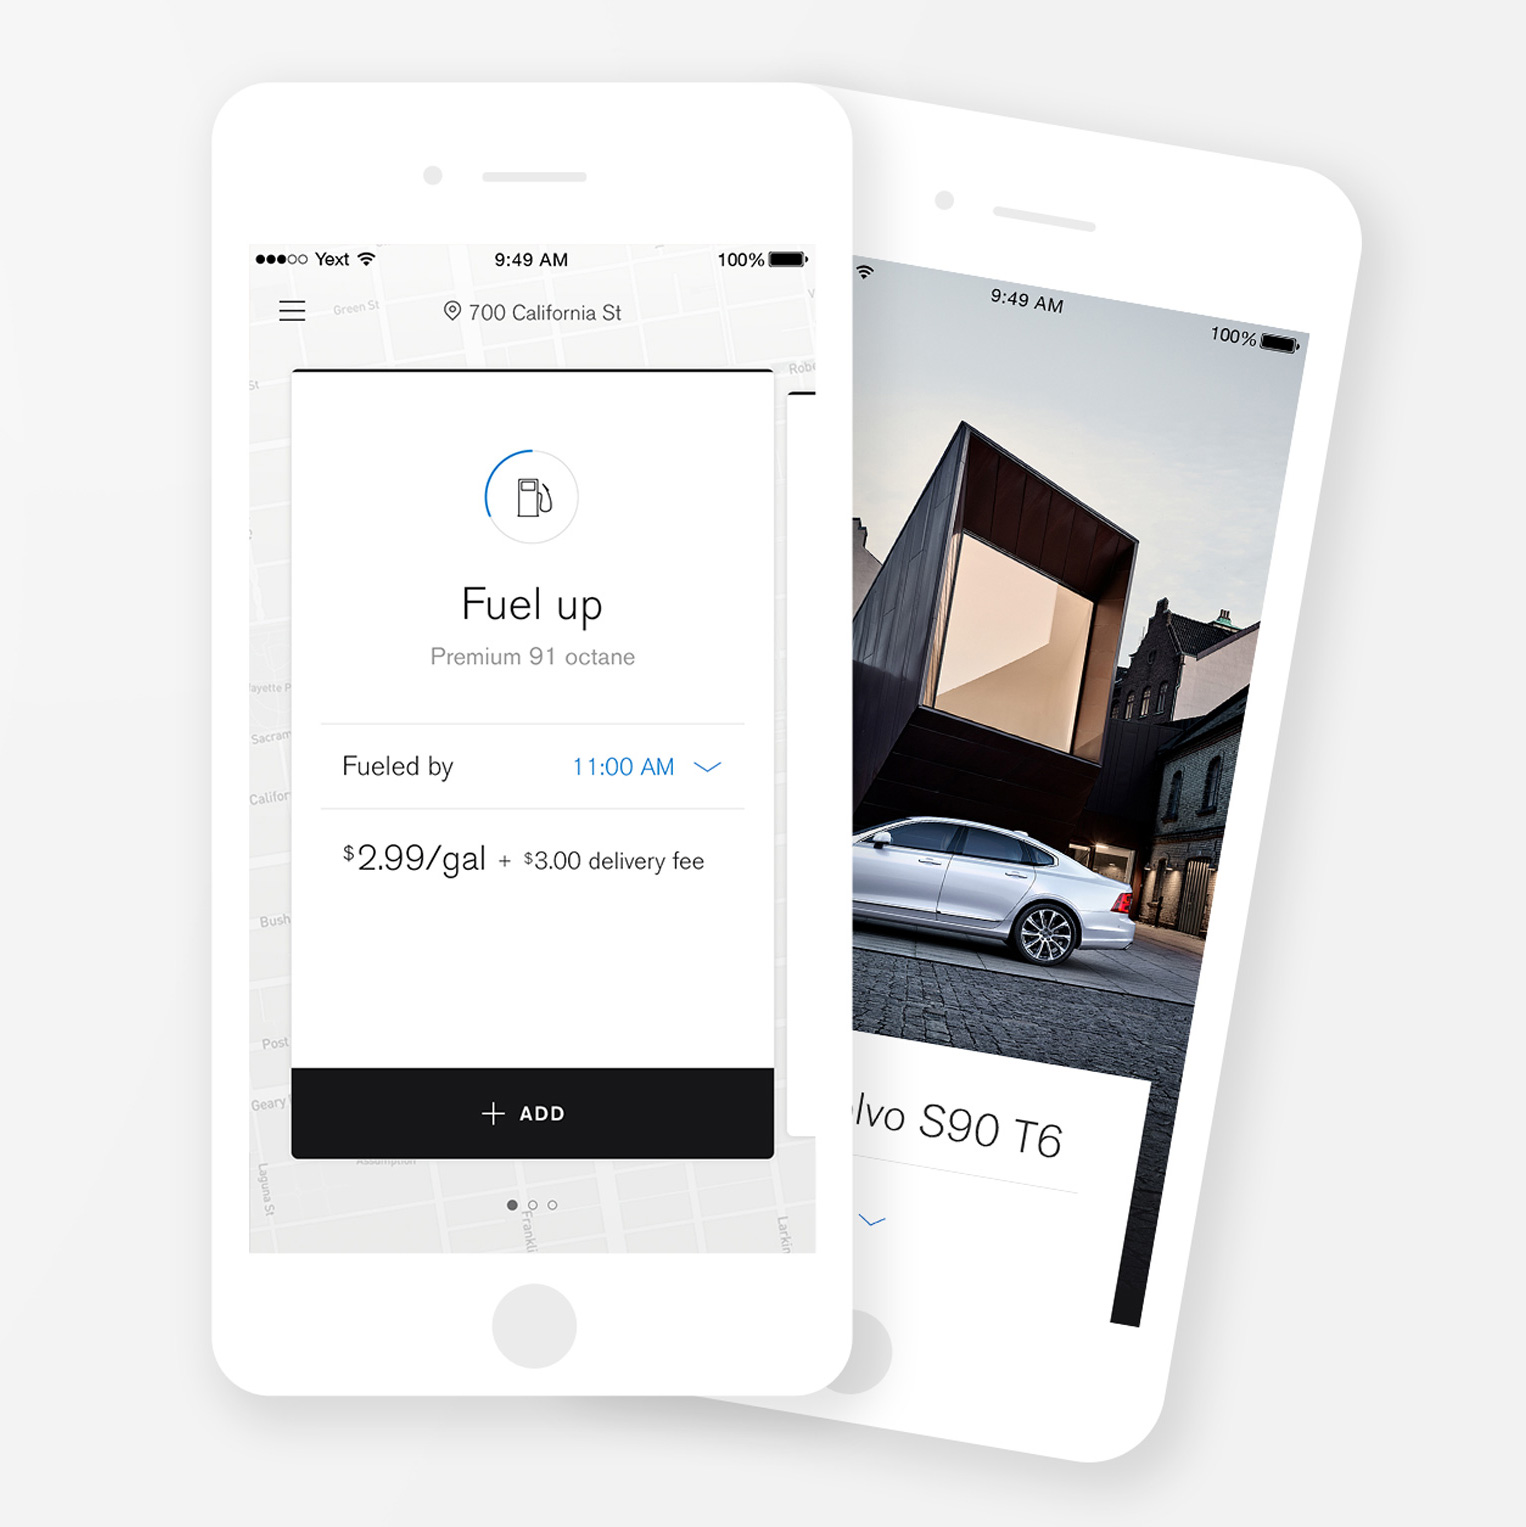 Yext 9:49 AM 100%
Green St
700 California St
St
Robe
Fuel up
Premium 91 octane
ayette P
Sacram
Fueled by 11:00 AM
Califor
$2.99/gal + $3.00 delivery fee
Bush
Post
Geary
+ ADD
Assumption
Laguna St
Frankli
Larkin
9:49 AM
100%
lvo S90 T6